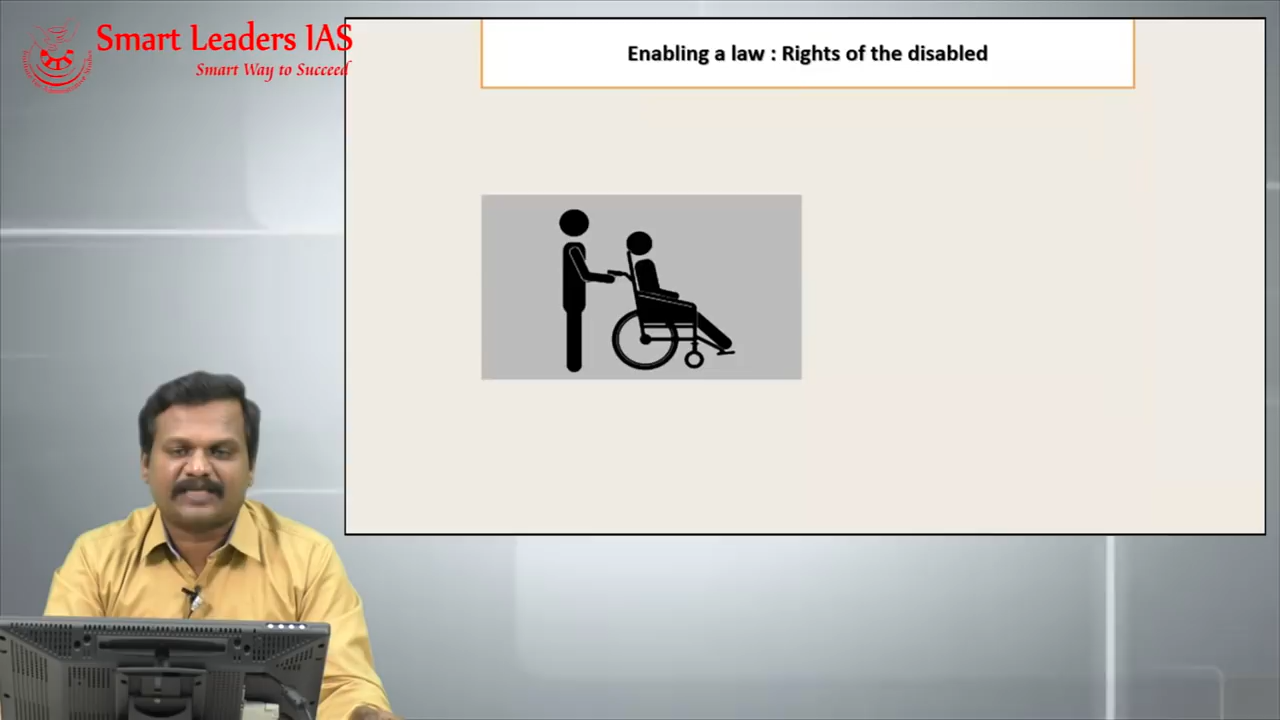 Smart Leaders IAS
Smart Way to Succeed
Enabling a law : Rights of the disabled